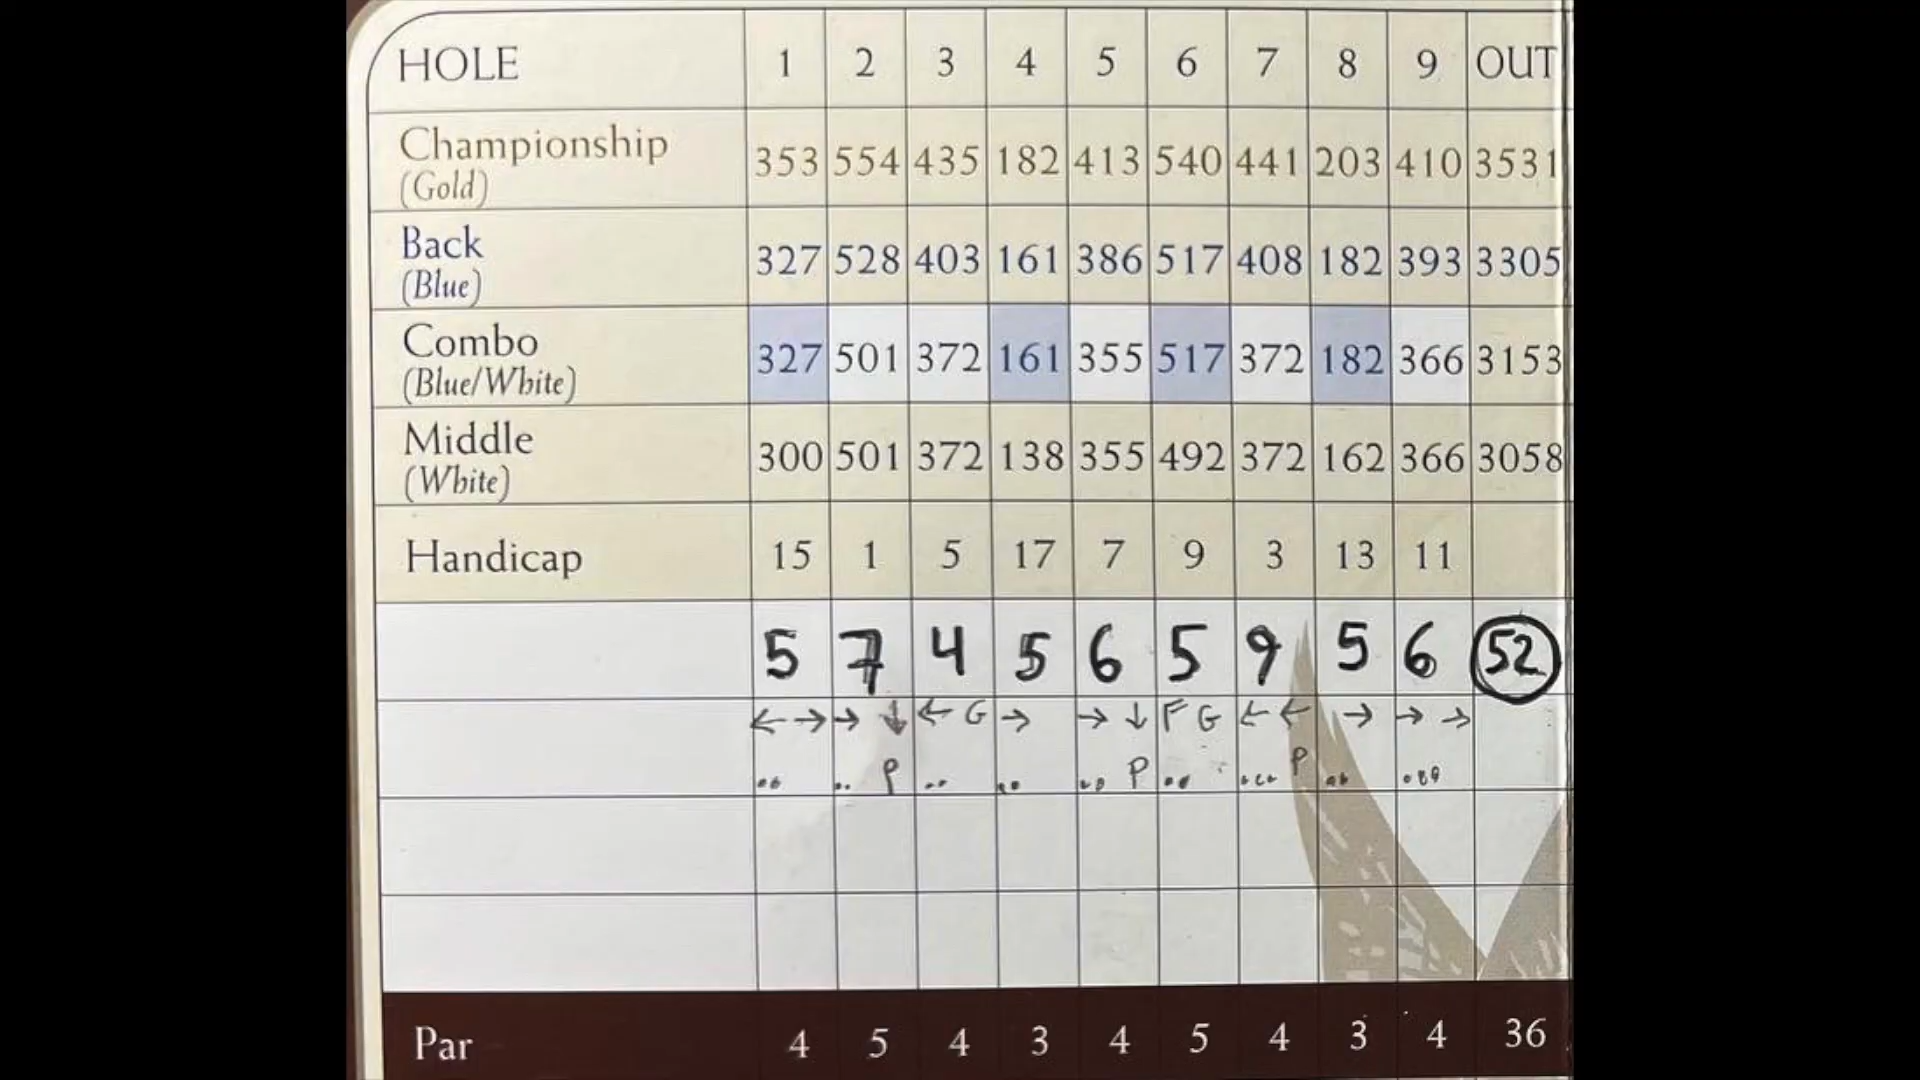 HOLE 1 2 3 4 5 6 7 8 9 OUT
Championship 353 554 435 182 413 540 441 203 410 3531
(Gold)
Back 327 528 403 161 386 517 408 182 393 3305
(Blue)
Combo 327 501 372 161 355 517 372 182 366 3153
(Blue/White)
Middle 300 501 372 138 355 492 372 162 366 3058
(White)
Handicap 15 1 5 17 7 9 3 13 11
5 7 4 5 6 5 9 5 6 52
← → → ↓ ← G → → ↓ F G ← ← → → →
P P P
Par 4 5 4 3 4 5 4 3 4 36